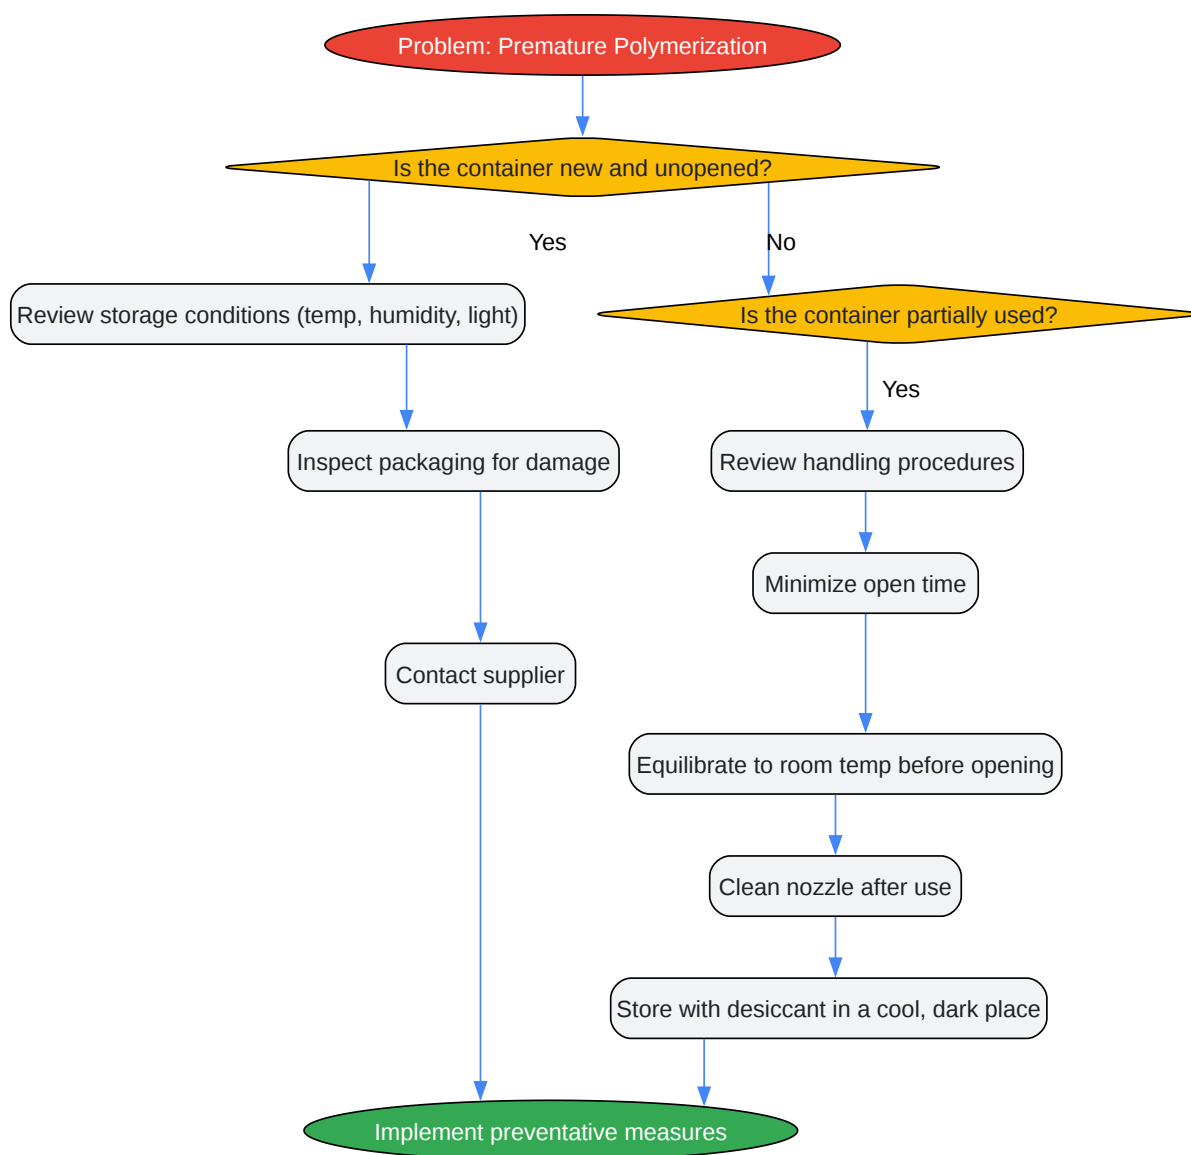 Problem: Premature Polymerization
Is the container new and unopened?
Yes
No
Review storage conditions (temp, humidity, light)
Is the container partially used?
Yes
Inspect packaging for damage
Review handling procedures
Minimize open time
Contact supplier
Equilibrate to room temp before opening
Clean nozzle after use
Store with desiccant in a cool, dark place
Implement preventative measures